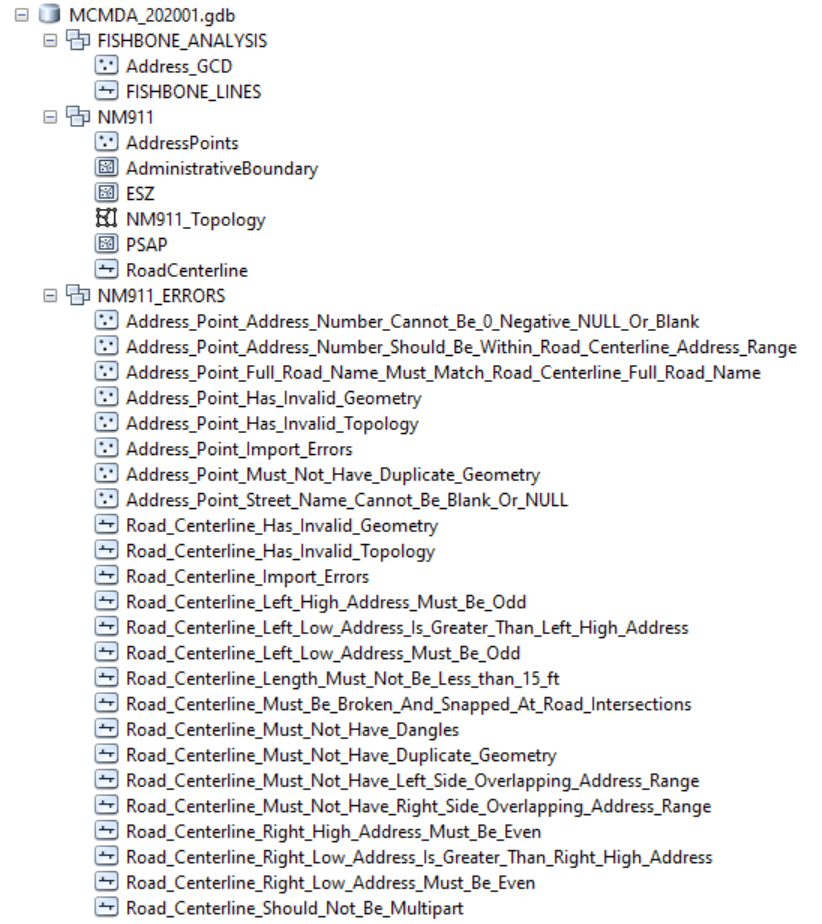 MCMDA_202001.gdb
FISHBONE_ANALYSIS
Address_GCD
FISHBONE_LINES
NM911
AddressPoints
AdministrativeBoundary
ESZ
NM911_Topology
PSAP
RoadCenterline
NM911_ERRORS
Address_Point_Address_Number_Cannot_Be_0_Negative_NULL_Or_Blank
Address_Point_Address_Number_Should_Be_Within_Road_Centerline_Address_Range
Address_Point_Full_Road_Name_Must_Match_Road_Centerline_Full_Road_Name
Address_Point_Has_Invalid_Geometry
Address_Point_Has_Invalid_Topology
Address_Point_Import_Errors
Address_Point_Must_Not_Have_Duplicate_Geometry
Address_Point_Street_Name_Cannot_Be_Blank_Or_NULL
Road_Centerline_Has_Invalid_Geometry
Road_Centerline_Has_Invalid_Topology
Road_Centerline_Import_Errors
Road_Centerline_Left_High_Address_Must_Be_Odd
Road_Centerline_Left_Low_Address_Is_Greater_Than_Left_High_Address
Road_Centerline_Left_Low_Address_Must_Be_Odd
Road_Centerline_Length_Must_Not_Be_Less_than_15_ft
Road_Centerline_Must_Be_Broken_And_Snapped_At_Road_Intersections
Road_Centerline_Must_Not_Have_Dangles
Road_Centerline_Must_Not_Have_Duplicate_Geometry
Road_Centerline_Must_Not_Have_Left_Side_Overlapping_Address_Range
Road_Centerline_Must_Not_Have_Right_Side_Overlapping_Address_Range
Road_Centerline_Right_High_Address_Must_Be_Even
Road_Centerline_Right_Low_Address_Is_Greater_Than_Right_High_Address
Road_Centerline_Right_Low_Address_Must_Be_Even
Road_Centerline_Should_Not_Be_Multipart